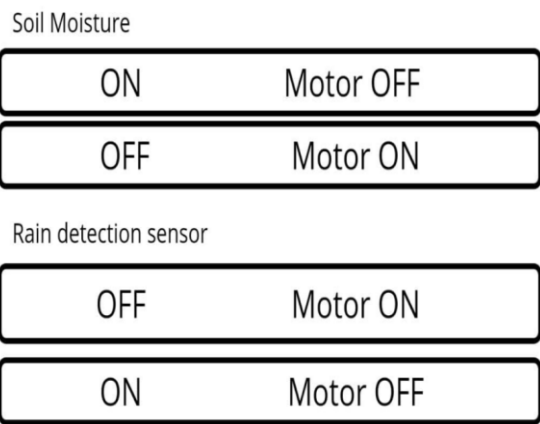 Soil Moisture
ON Motor OFF
OFF Motor ON
Rain detection sensor
OFF Motor ON
ON Motor OFF